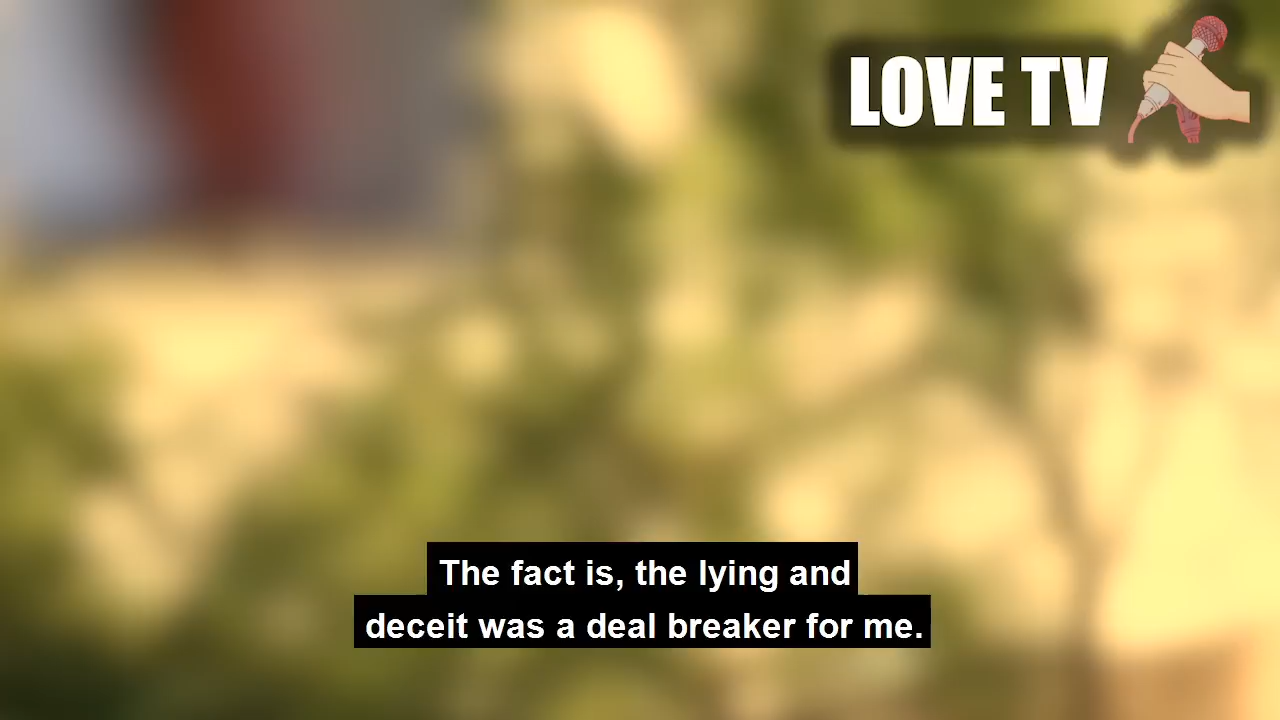 LOVE TV
The fact is, the lying and
deceit was a deal breaker for me.